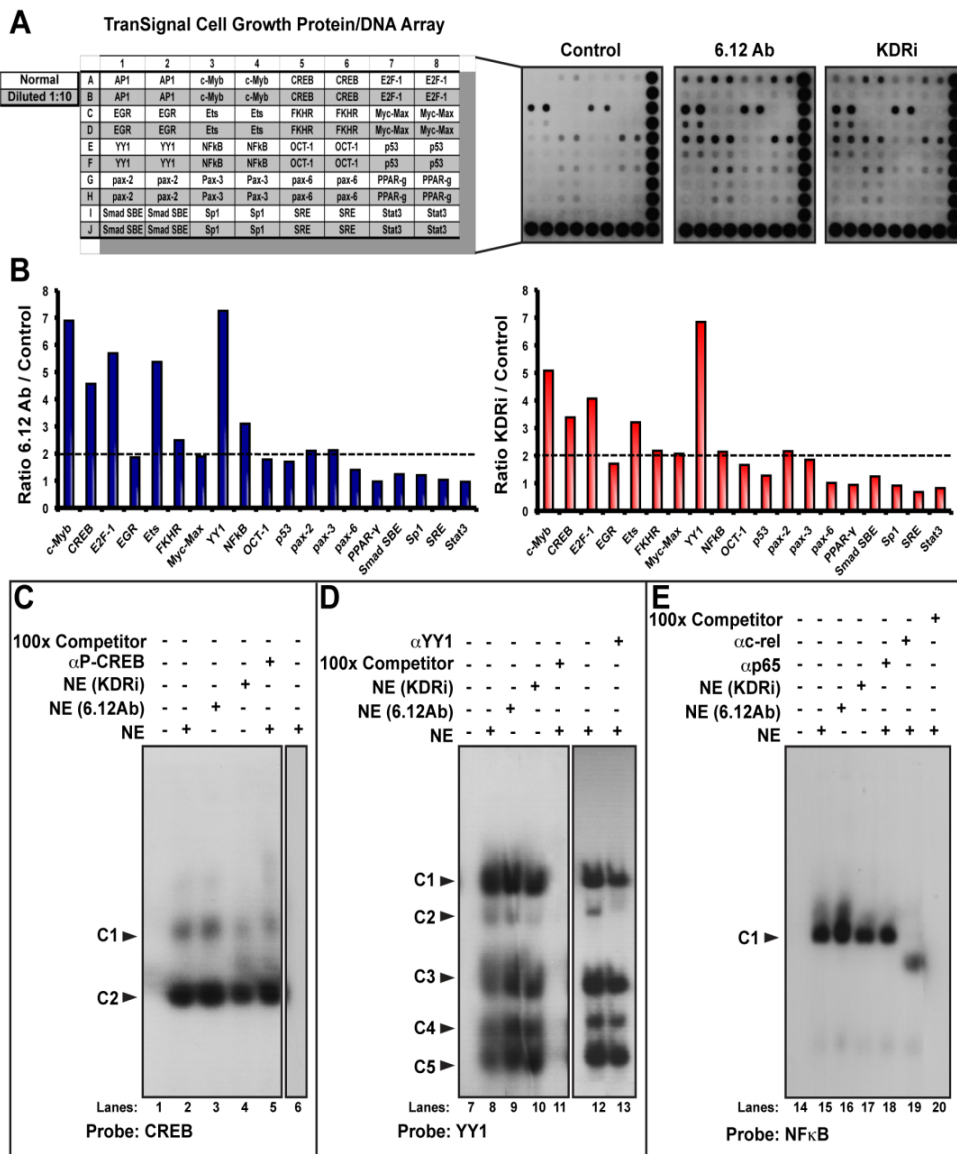 A
TranSignal Cell Growth Protein/DNA Array
Control 6.12 Ab KDRi
1 2 3 4 5 6 7 8
Normal A AP1 AP1 c-Myb c-Myb CREB CREB E2F-1 E2F-1
Diluted 1:10 B AP1 AP1 c-Myb c-Myb CREB CREB E2F-1 E2F-1
C EGR EGR Ets Ets FKHR FKHR Myc-Max Myc-Max
D EGR EGR Ets Ets FKHR FKHR Myc-Max Myc-Max
E YY1 YY1 NFkB NFkB OCT-1 OCT-1 p53 p53
F YY1 YY1 NFkB NFkB OCT-1 OCT-1 p53 p53
G pax-2 pax-2 Pax-3 Pax-3 pax-6 pax-6 PPAR-g PPAR-g
H pax-2 pax-2 Pax-3 Pax-3 pax-6 pax-6 PPAR-g PPAR-g
I Smad SBE Smad SBE Sp1 Sp1 SRE SRE Stat3 Stat3
J Smad SBE Smad SBE Sp1 Sp1 SRE SRE Stat3 Stat3
B
Ratio 6.12 Ab / Control
8
7
6
5
4
3
2
1
0
c-Myb CREB E2F-1 EGR Ets FKHR Myc-Max YY1 NFkB OCT-1 p53 pax-2 pax-3 pax-6 PPAR-γ Smad SBE Sp1 SRE Stat3
Ratio KDRi / Control
8
7
6
5
4
3
2
1
0
c-Myb CREB E2F-1 EGR Ets FKHR Myc-Max YY1 NFkB OCT-1 p53 pax-2 pax-3 pax-6 PPAR-γ Smad SBE Sp1 SRE Stat3
C
100x Competitor - - - - - -
αP-CREB - - - - + -
NE (KDRi) - - - + - -
NE (6.12Ab) - - + - - -
NE - + - - + +
C1
C2
Lanes: 1 2 3 4 5 6
Probe: CREB
D
αYY1 - - - - - - +
100x Competitor - - - - + - -
NE (KDRi) - - - + - - -
NE (6.12Ab) - - + - - - -
NE - + - - + + +
C1
C2
C3
C4
C5
Lanes: 7 8 9 10 11 12 13
Probe: YY1
E
100x Competitor - - - - - - +
αc-rel - - - - - + -
αp65 - - - - + - -
NE (KDRi) - - - + - - -
NE (6.12Ab) - - + - - - -
NE - + - - + + +
C1
Lanes: 14 15 16 17 18 19 20
Probe: NFκB